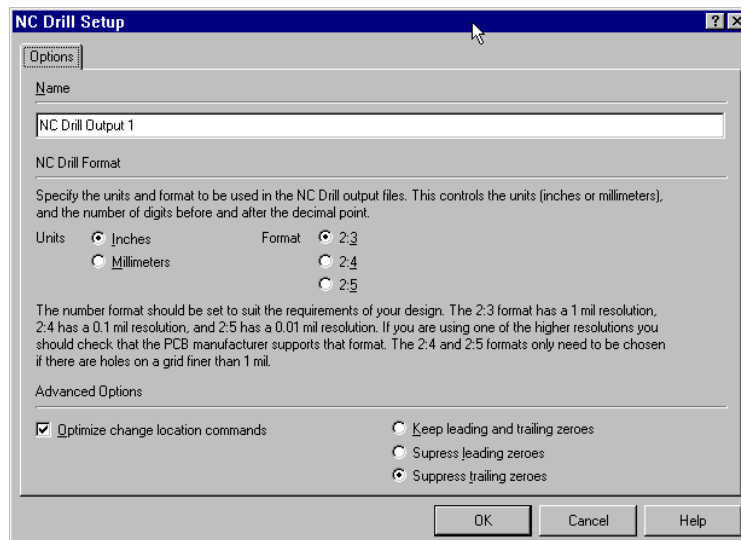 NC Drill Setup
Options
Name
NC Drill Output 1
NC Drill Format
Specify the units and format to be used in the NC Drill output files. This controls the units (inches or millimeters),
and the number of digits before and after the decimal point.
Units Inches Format 2:3
Millimeters 2:4
2:5
The number format should be set to suit the requirements of your design. The 2:3 format has a 1 mil resolution,
2:4 has a 0.1 mil resolution, and 2:5 has a 0.01 mil resolution. If you are using one of the higher resolutions you
should check that the PCB manufacturer supports that format. The 2:4 and 2:5 formats only need to be chosen
if there are holes on a grid finer than 1 mil.
Advanced Options
Optimize change location commands Keep leading and trailing zeroes
Supress leading zeroes
Suppress trailing zeroes
OK Cancel Help